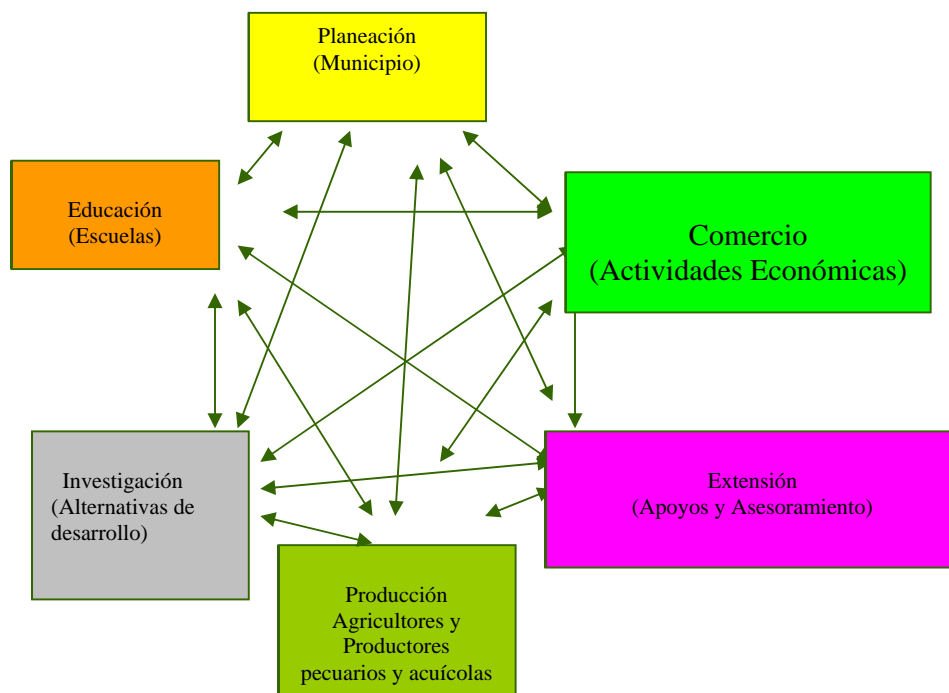 Planeación
(Municipio)
Educación
(Escuelas)
Comercio
(Actividades Económicas)
Investigación
(Alternativas de
desarrollo)
Extensión
(Apoyos y Asesoramiento)
Producción
Agricultores y
Productores
pecuarios y acuícolas